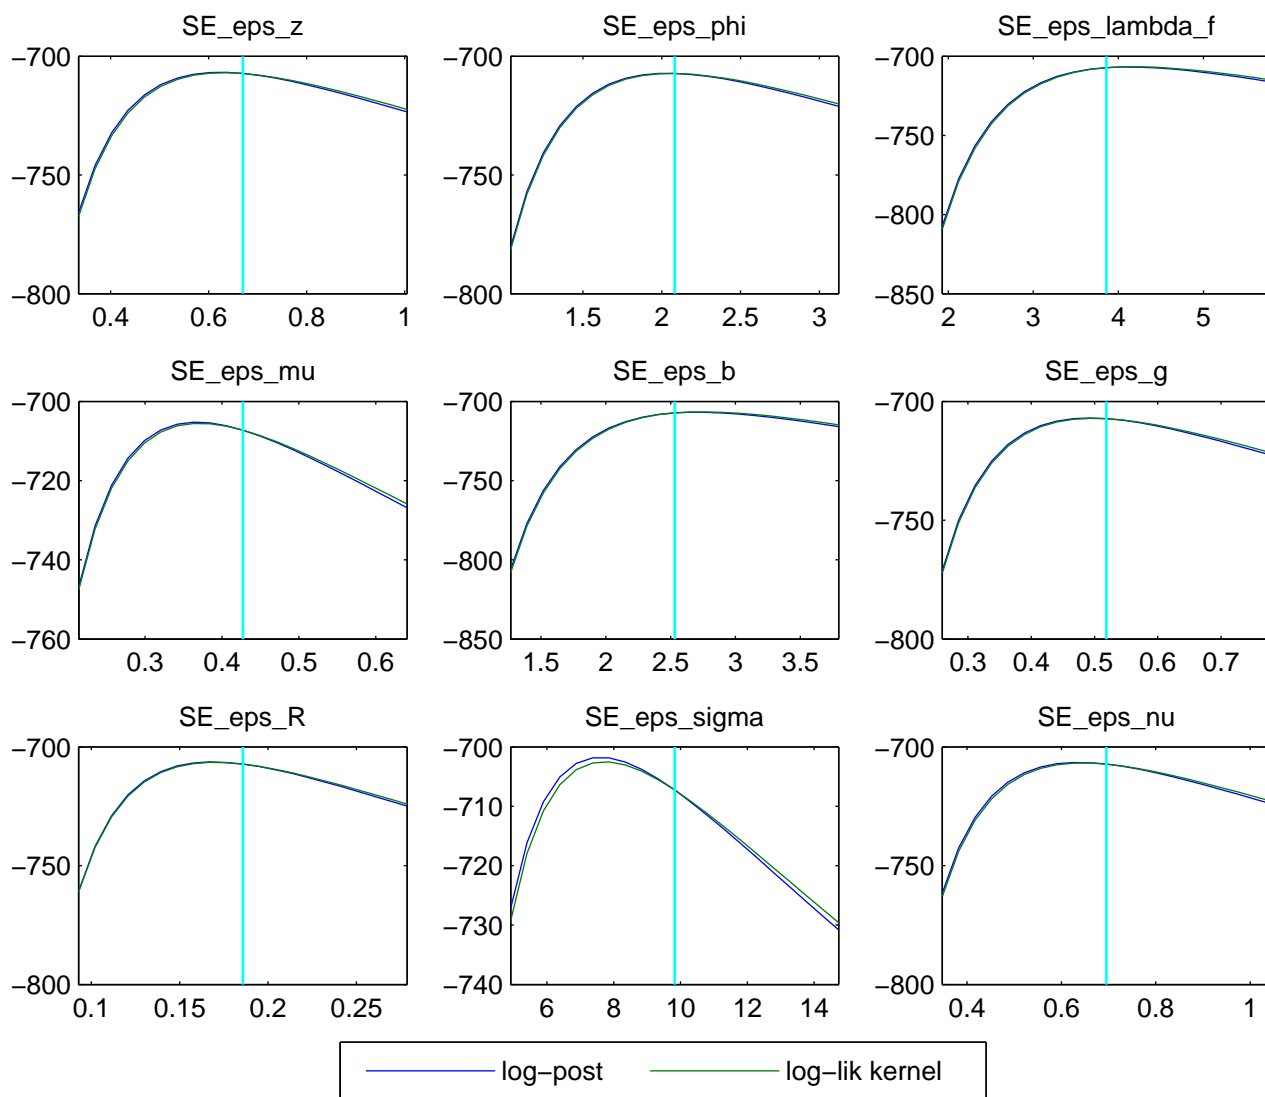 SE_eps_z SE_eps_phi SE_eps_lambda_f
−700 −700 −700
−750 −750 −750
−800
−800 −800 −850
0.4 0.6 0.8 1 1.5 2 2.5 3 2 3 4 5
SE_eps_mu SE_eps_b SE_eps_g
−700 −700 −700
−720 −750
−750
−740 −800
−760 −850 −800
0.3 0.4 0.5 0.6 1.5 2 2.5 3 3.5 0.3 0.4 0.5 0.6 0.7
SE_eps_R SE_eps_sigma SE_eps_nu
−700 −700 −700
−710
−750 −750
−720
−730
−800 −740 −800
0.1 0.15 0.2 0.25 6 8 10 12 14 0.4 0.6 0.8 1
log−post log−lik kernel